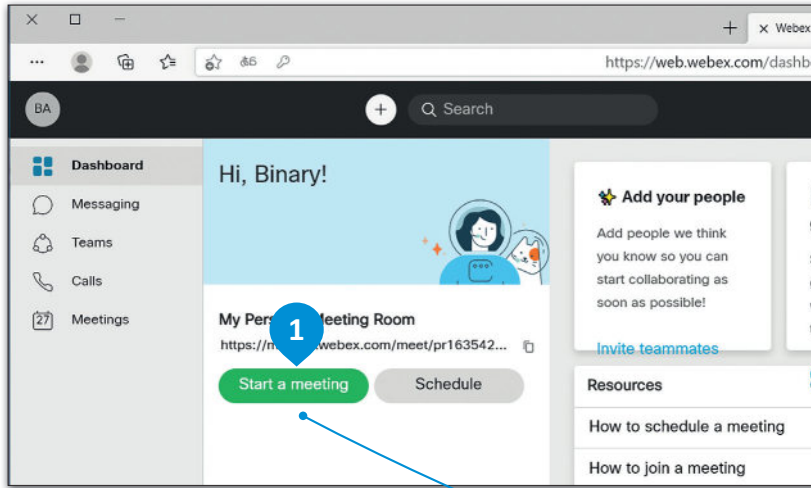 Webex
https://web.webex.com/dashb
BA
Search
Dashboard
Messaging
Teams
Calls
27
Meetings
Hi, Binary!
My Meeting Room
1
webex.com/meet/pr163542...
Start a meeting
Schedule
Add your people
Add people we think
you know so you can
start collaborating as
soon as possible!
Invite teammates
Resources
How to schedule a meeting
How to join a meeting